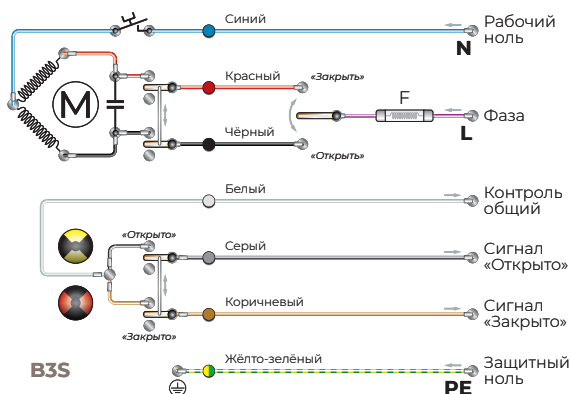 Синий
Рабочий
ноль
N
Красный
«Закрыть»
M
F
Фаза
L
Чёрный
«Открыть»
Белый
Контроль
общий
«Открыто»
Серый
Сигнал
«Открыто»
Коричневый
Сигнал
«Закрыто»
«Закрыто»
B3S
Жёлто-зелёный
Защитный
ноль
PE